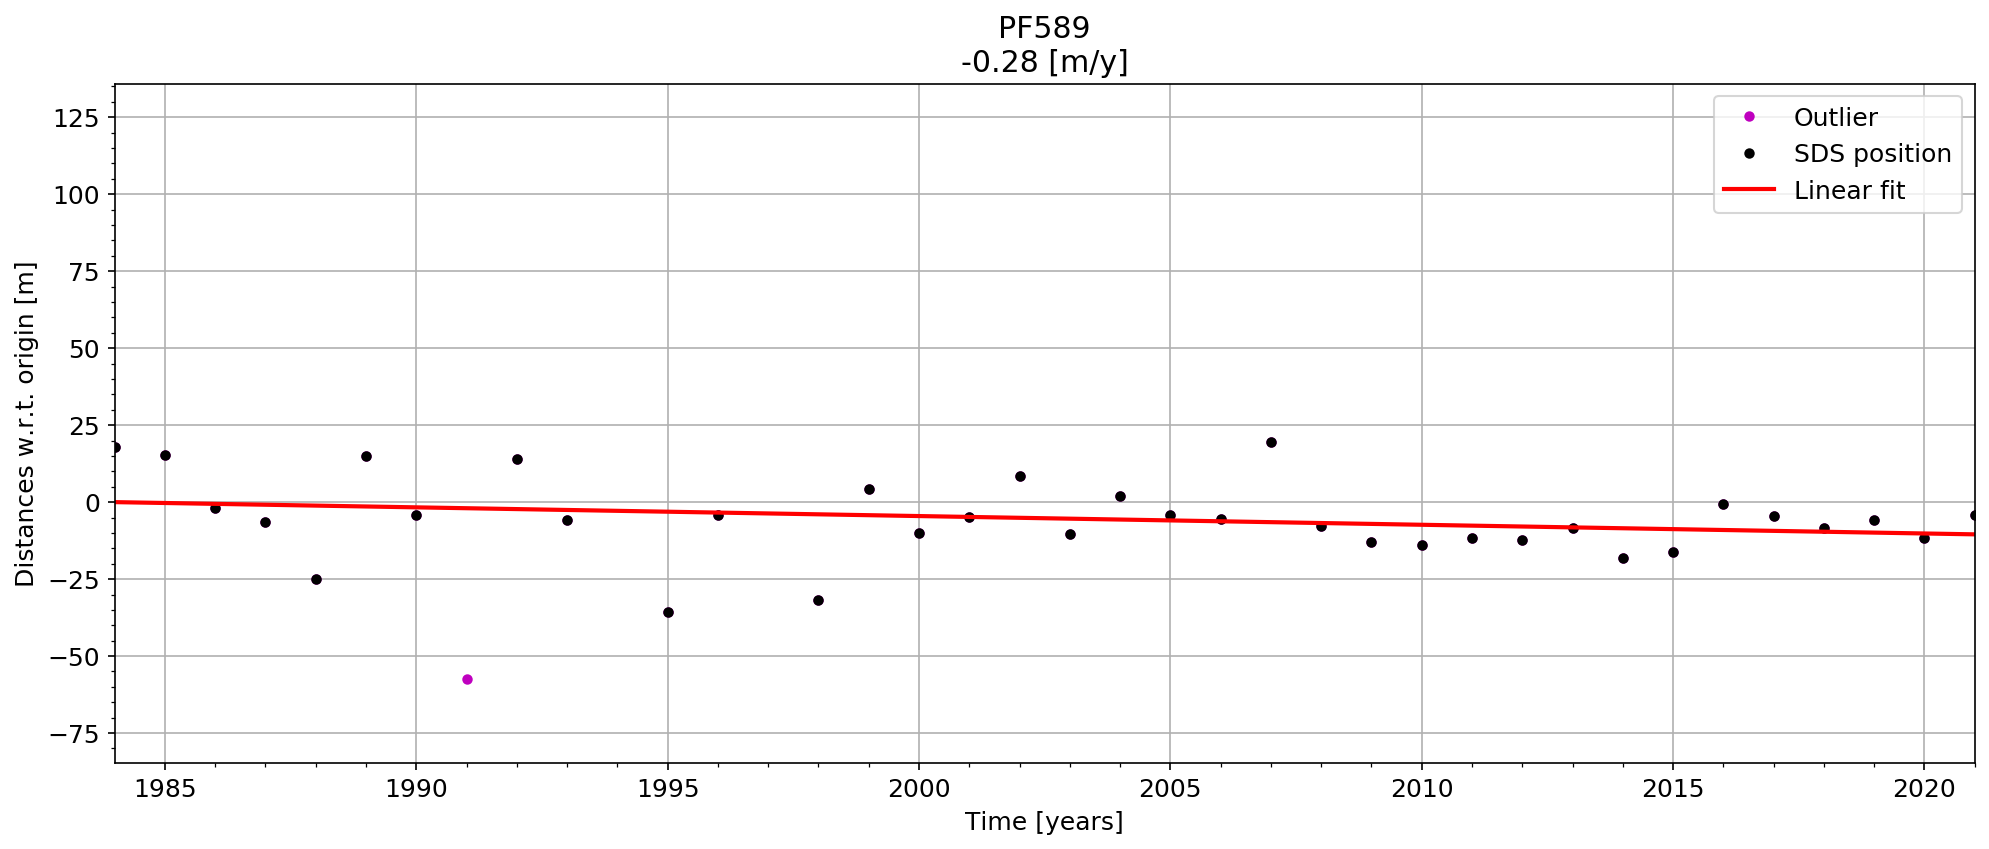 PF589
-0.28 [m/y]
Outlier
SDS position
Linear fit
Distances w.r.t. origin [m]
125
100
75
50
25
0
−25
−50
−75
1985
1990
1995
2000
2005
2010
2015
2020
Time [years]